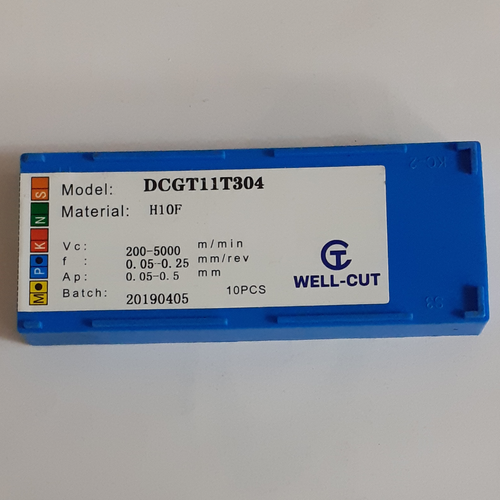 Model: DCGT11T304
Material: H10F
Vc: 200-5000 m/min
f : 0.05-0.25 mm/rev
Ap: 0.05-0.5 mm
Batch: 20190405 10PCS
WELL-CUT
M P K N S